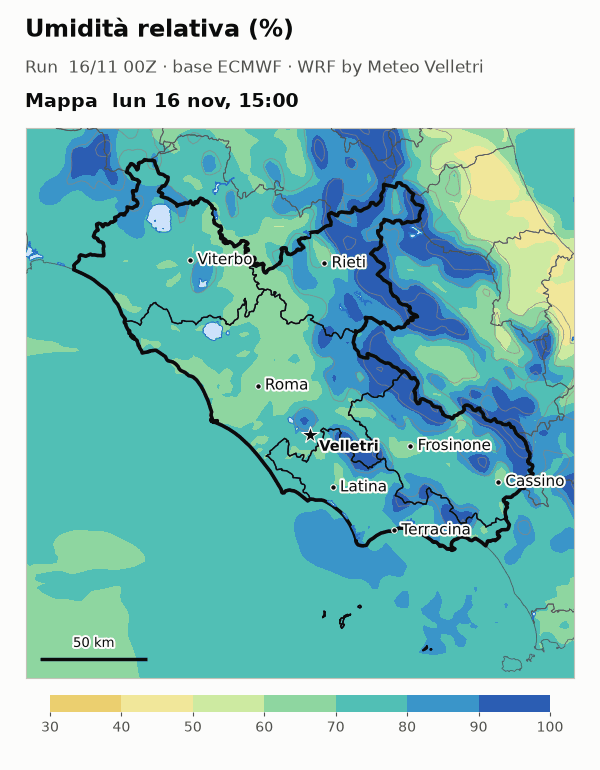 Umidità relativa (%)
Run  16/11 00Z · base ECMWF · WRF by Meteo Velletri
Mappa  lun 16 nov, 15:00
Viterbo
Rieti
Roma
Velletri
Frosinone
Cassino
Latina
Terracina
50 km
30 40 50 60 70 80 90 100